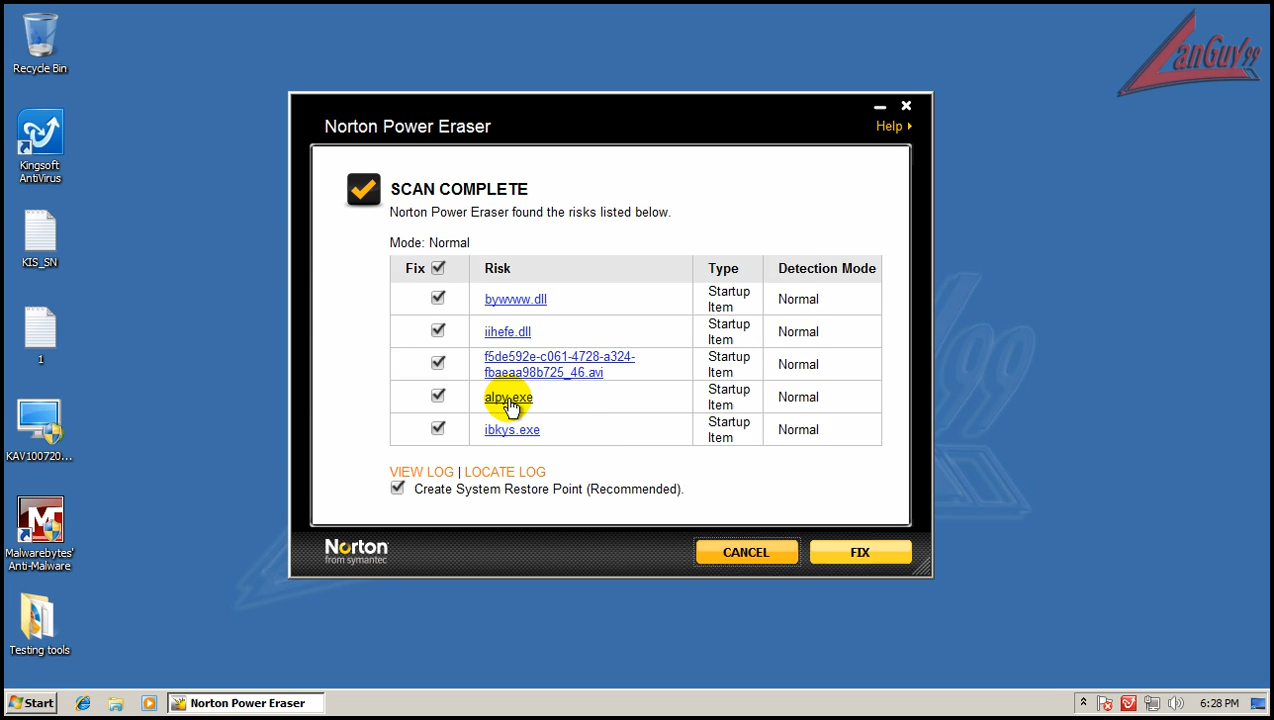 Recycle Bin
Kingsoft
AntiVirus
KIS_SN
1
KAV100720...
Malwarebytes'
Anti-Malware
Testing tools
LanGuy99
Norton Power Eraser
Help
SCAN COMPLETE
Norton Power Eraser found the risks listed below.
Mode: Normal
Fix Risk Type Detection Mode
bywww.dll Startup Item Normal
iihefe.dll Startup Item Normal
f5de592e-c061-4728-a324-
fbaeaa98b725_46.avi Startup Item Normal
alpy.exe Startup Item Normal
ibkys.exe Startup Item Normal
VIEW LOG | LOCATE LOG
Create System Restore Point (Recommended).
Norton
from symantec
CANCEL
FIX
Start
Norton Power Eraser
6:28 PM